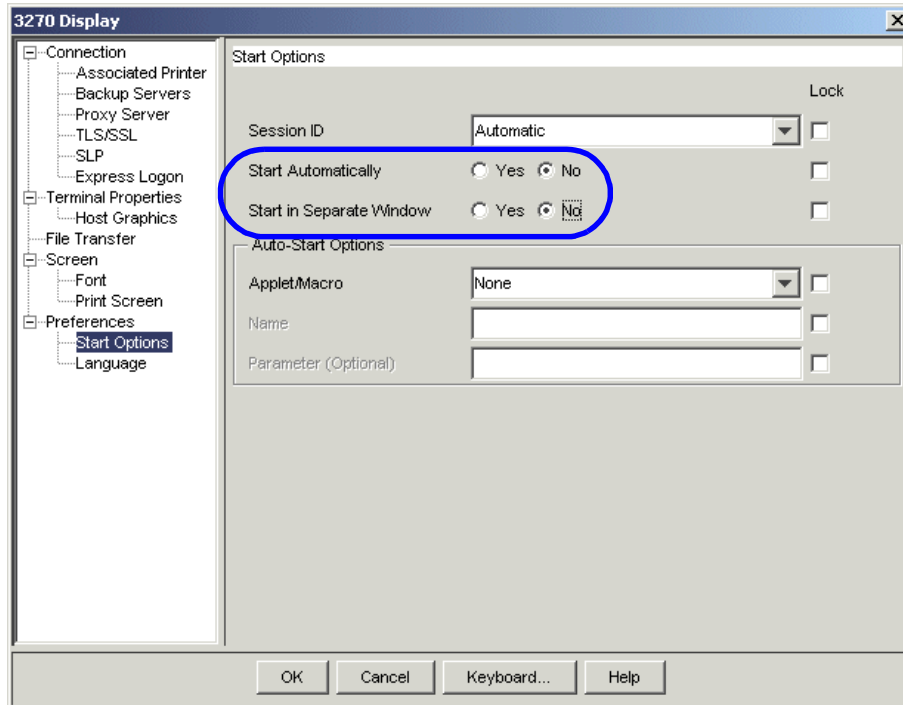 3270 Display
Connection
Associated Printer
Backup Servers
Proxy Server
TLS/SSL
SLP
Express Logon
Terminal Properties
Host Graphics
File Transfer
Screen
Font
Print Screen
Preferences
Start Options
Language
Start Options
Lock
Session ID Automatic
Start Automatically Yes No
Start in Separate Window Yes No
Auto-Start Options
Applet/Macro None
Name
Parameter (Optional)
OK Cancel Keyboard... Help